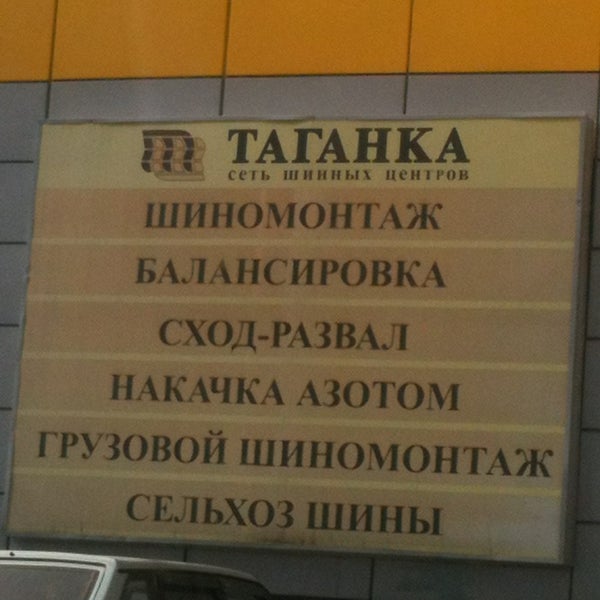 ТАГАНКА
сеть шинных центров
ШИНОМОНТАЖ
БАЛАНСИРОВКА
СХОД-РАЗВАЛ
НАКАЧКА АЗОТОМ
ГРУЗОВОЙ ШИНОМОНТАЖ
СЕЛЬХОЗ ШИНЫ